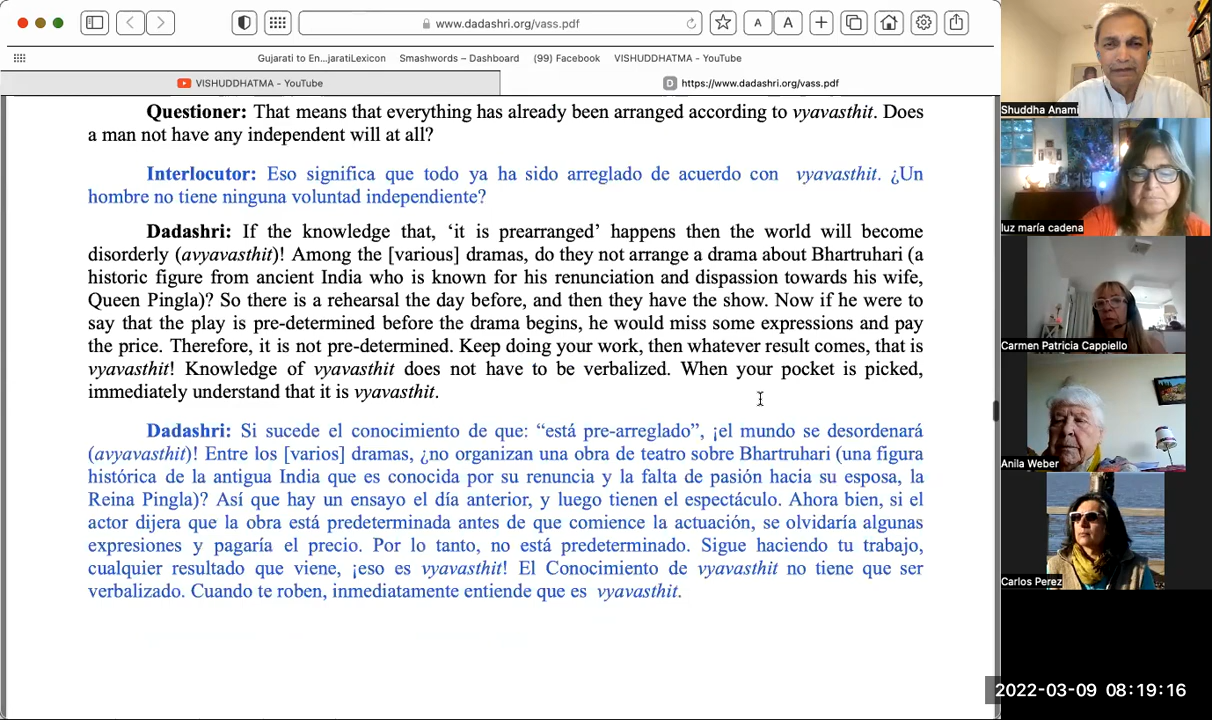 www.dadashri.org/vass.pdf
A A
Gujarati to En...jaratiLexicon Smashwords ~ Dashboard (99) Facebook VISHUDDHATMA - YouTube
VISHUDDHATMA - YouTube
D https://www.dadashri.org/vass.pdf
Questioner: That means that everything has already been arranged according to vyavasthit. Does
a man not have any independent will at all?
Interlocutor: Eso significa que todo ya ha sido arreglado de acuerdo con vyavasthit. ¿Un
hombre no tiene ninguna voluntad independiente?
Dadashri: If the knowledge that, ‘it is prearranged’ happens then the world will become
disorderly (avyavasthit)! Among the [various] dramas, do they not arrange a drama about Bhartruhari (a
historic figure from ancient India who is known for his renunciation and dispassion towards his wife,
Queen Pingla)? So there is a rehearsal the day before, and then they have the show. Now if he were to
say that the play is pre-determined before the drama begins, he would miss some expressions and pay
the price. Therefore, it is not pre-determined. Keep doing your work, then whatever result comes, that is
vyavasthit! Knowledge of vyavasthit does not have to be verbalized. When your pocket is picked,
immediately understand that it is vyavasthit.
Dadashri: Si sucede el conocimiento de que: “está pre-arreglado”, ¡el mundo se desordenará
(avyavasthit)! Entre los [varios] dramas, ¿no organizan una obra de teatro sobre Bhartruhari (una figura
histórica de la antigua India que es conocida por su renuncia y la falta de pasión hacia su esposa, la
Reina Pingla)? Así que hay un ensayo el día anterior, y luego tienen el espectáculo. Ahora bien, si el
actor dijera que la obra está predeterminada antes de que comience la actuación, se olvidaría algunas
expresiones y pagaría el precio. Por lo tanto, no está predeterminado. Sigue haciendo tu trabajo,
cualquier resultado que viene, ¡eso es vyavasthit! El Conocimiento de vyavasthit no tiene que ser
verbalizado. Cuando te roben, inmediatamente entiende que es vyavasthit.
Shuddha Anami
luz maría cadena
Carmen Patricia Cappiello
Anila Weber
Carlos Perez
2022-03-09 08:19:16